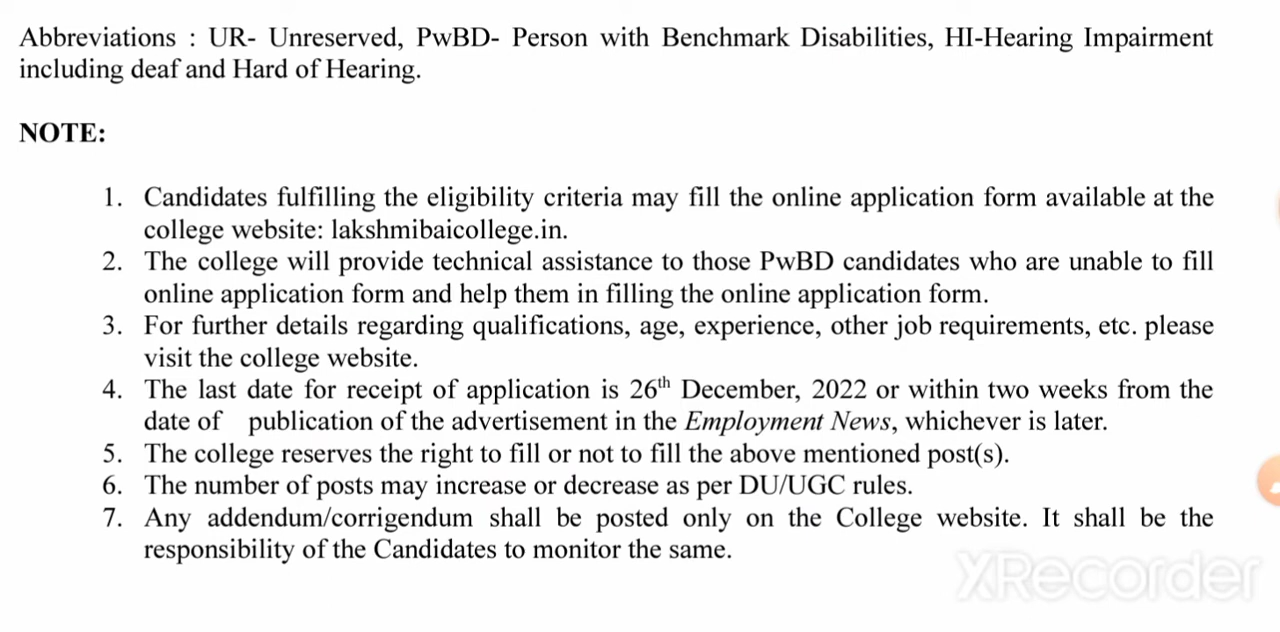 Abbreviations : UR- Unreserved, PwBD- Person with Benchmark Disabilities, HI-Hearing Impairment
including deaf and Hard of Hearing.
NOTE:
1. Candidates fulfilling the eligibility criteria may fill the online application form available at the
college website: lakshmibaicollege.in.
2. The college will provide technical assistance to those PwBD candidates who are unable to fill
online application form and help them in filling the online application form.
3. For further details regarding qualifications, age, experience, other job requirements, etc. please
visit the college website.
4. The last date for receipt of application is 26th December, 2022 or within two weeks from the
date of publication of the advertisement in the Employment News, whichever is later.
5. The college reserves the right to fill or not to fill the above mentioned post(s).
6. The number of posts may increase or decrease as per DU/UGC rules.
7. Any addendum/corrigendum shall be posted only on the College website. It shall be the
responsibility of the Candidates to monitor the same.
XRecorder